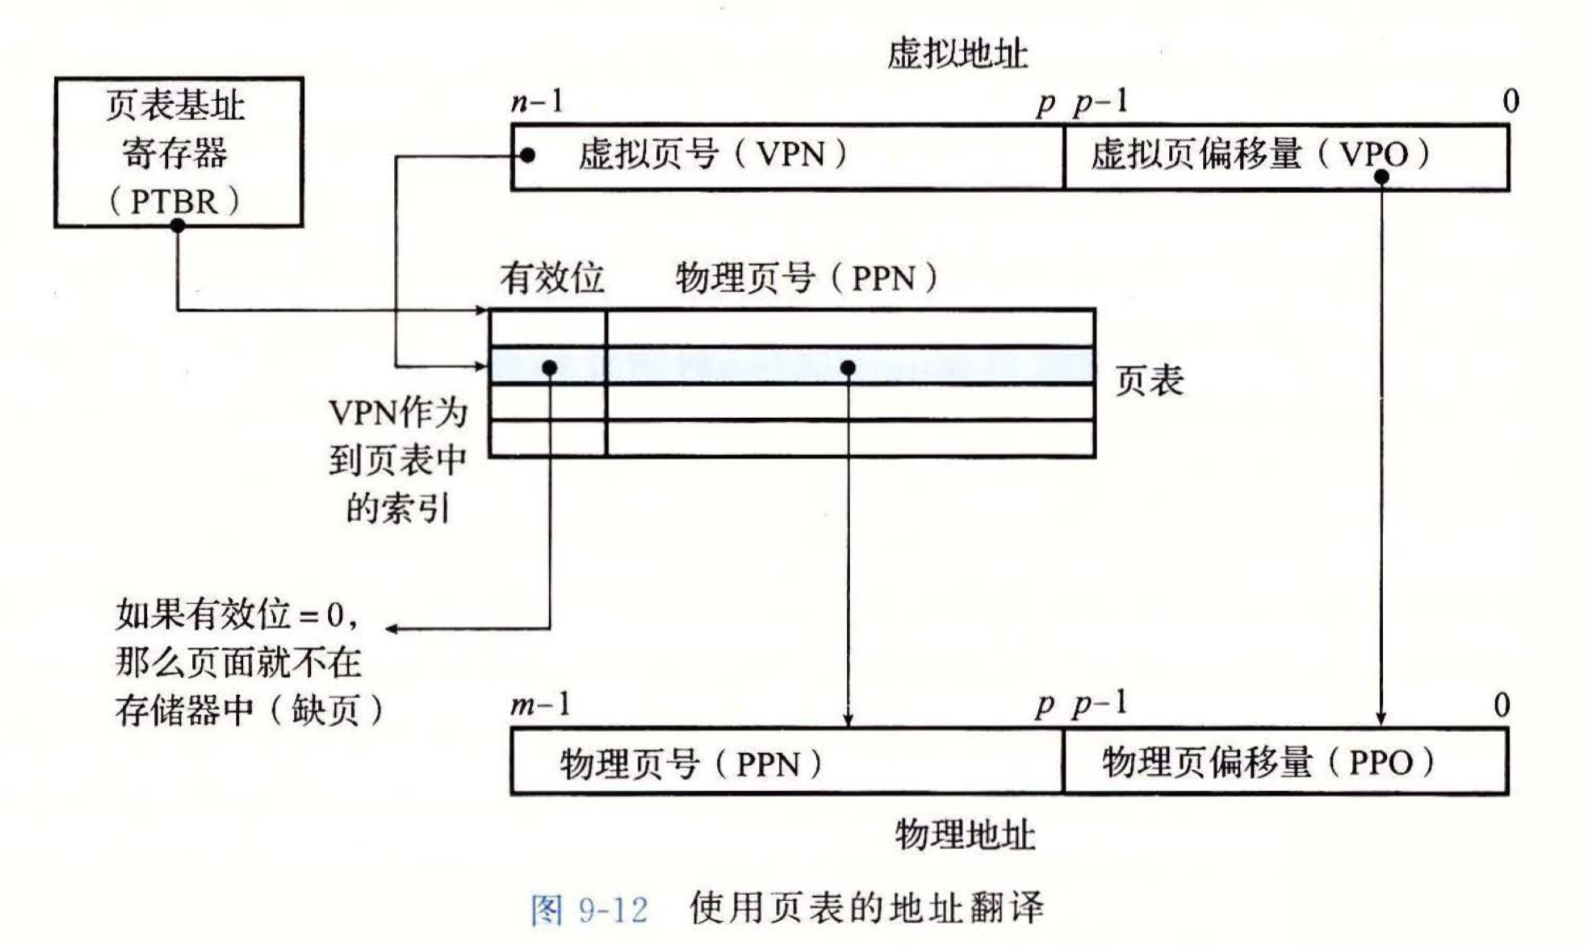 虚拟地址
n-1 p p-1 0
页表基址
寄存器
（PTBR）
虚拟页号（VPN） 虚拟页偏移量（VPO）
有效位 物理页号（PPN）
页表
VPN作为
到页表中
的索引
如果有效位=0，
那么页面就不在
存储器中（缺页）
m-1 p p-1 0
物理页号（PPN） 物理页偏移量（PPO）
物理地址
图 9-12 使用页表的地址翻译